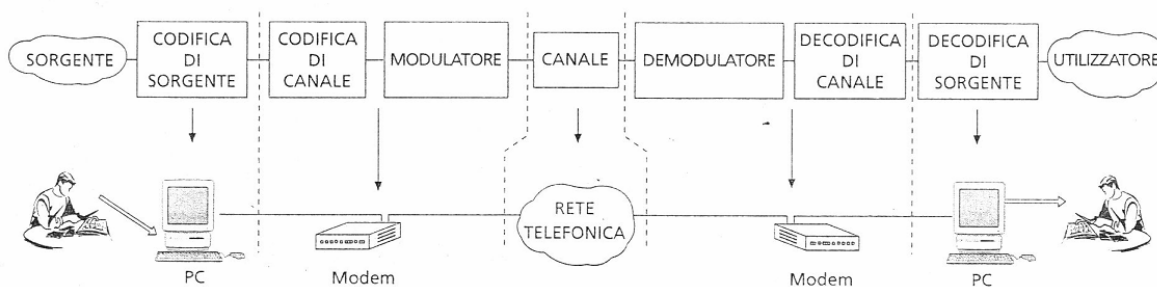 SORGENTE
CODIFICA
DI
SORGENTE
CODIFICA
DI
CANALE
MODULATORE
CANALE
DEMODULATORE
DECODIFICA
DI
CANALE
DECODIFICA
DI
SORGENTE
UTILIZZATORE
PC
Modem
RETE
TELEFONICA
Modem
PC